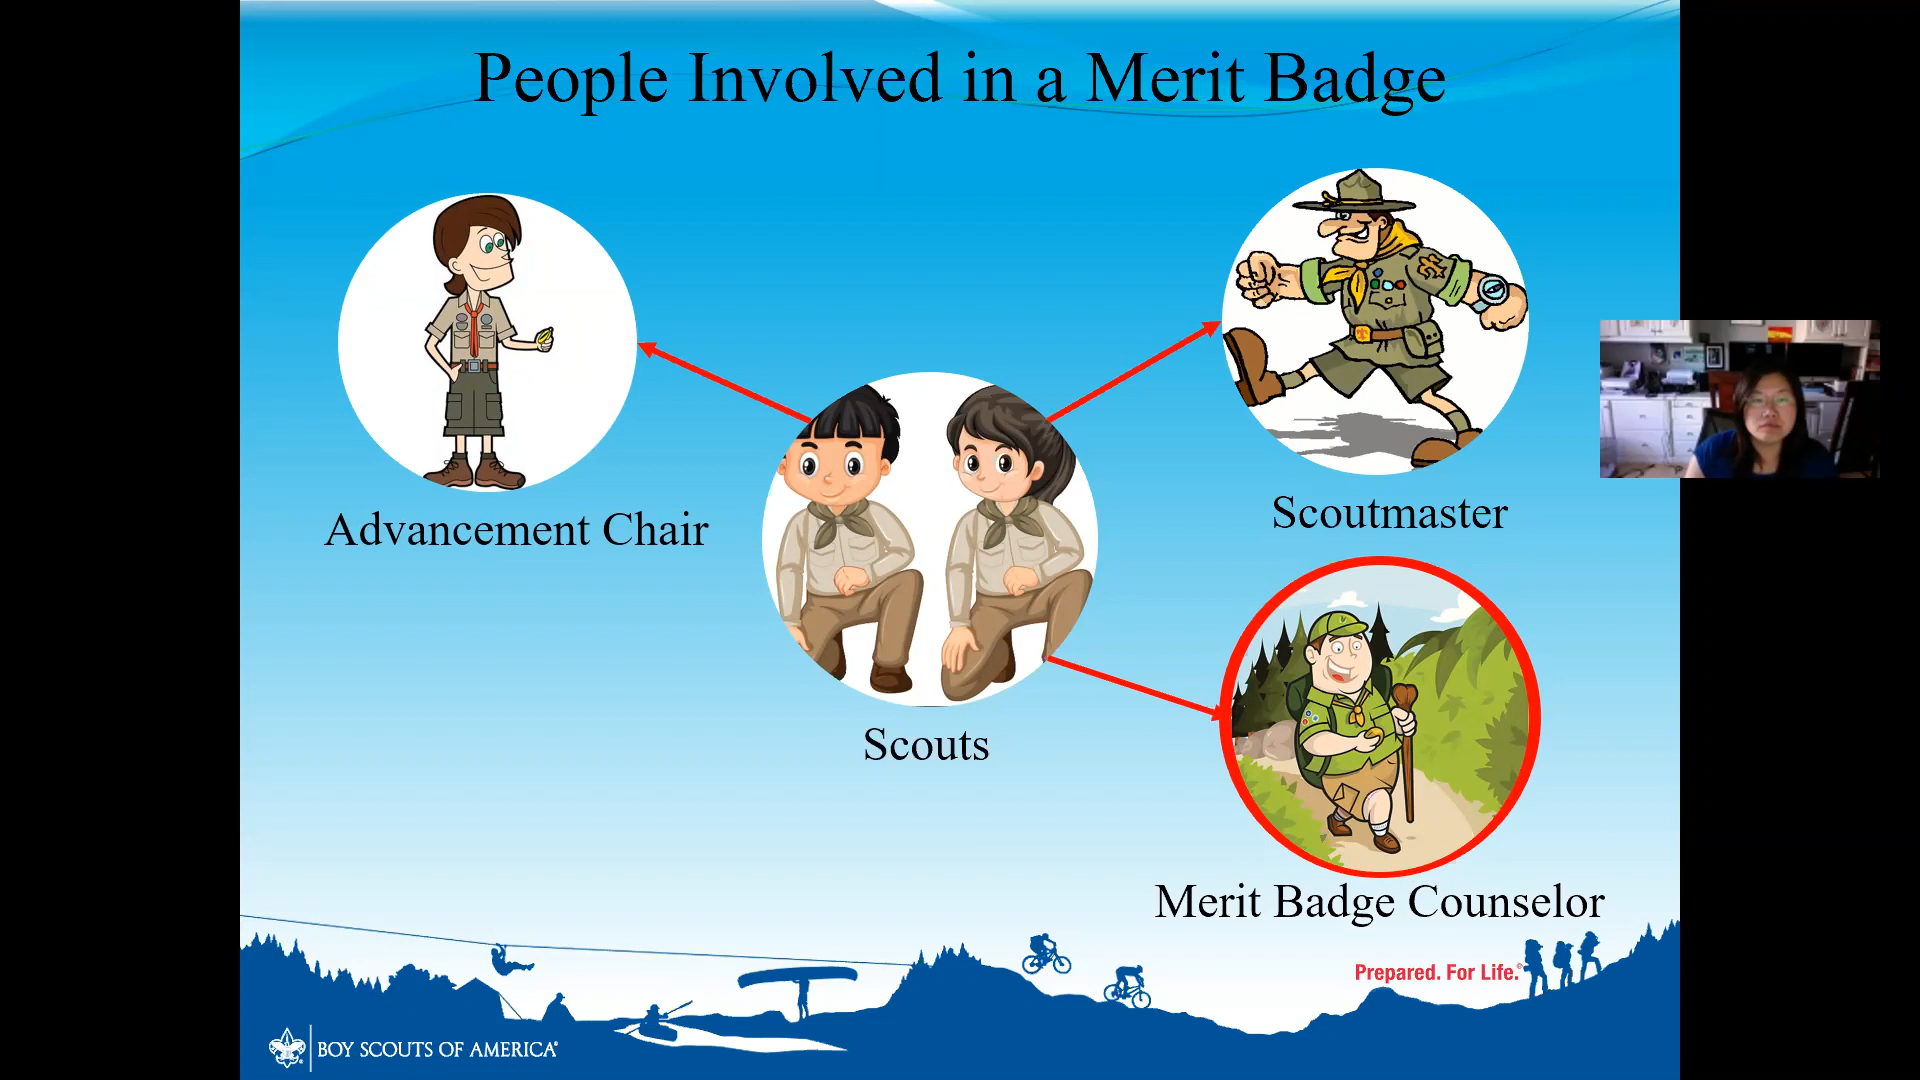 People Involved in a Merit Badge
Advancement Chair
Scoutmaster
Scouts
Merit Badge Counselor
Prepared. For Life.®
BOY SCOUTS OF AMERICA®